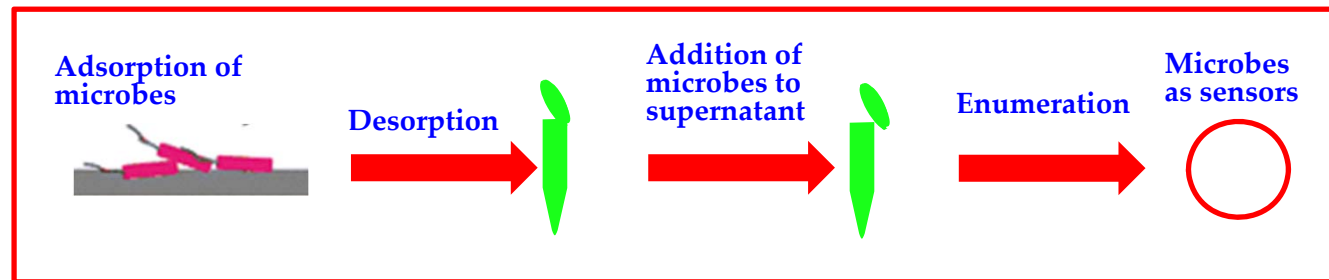 Adsorption of
microbes
Desorption
Addition of
microbes to
supernatant
Enumeration
Microbes
as sensors